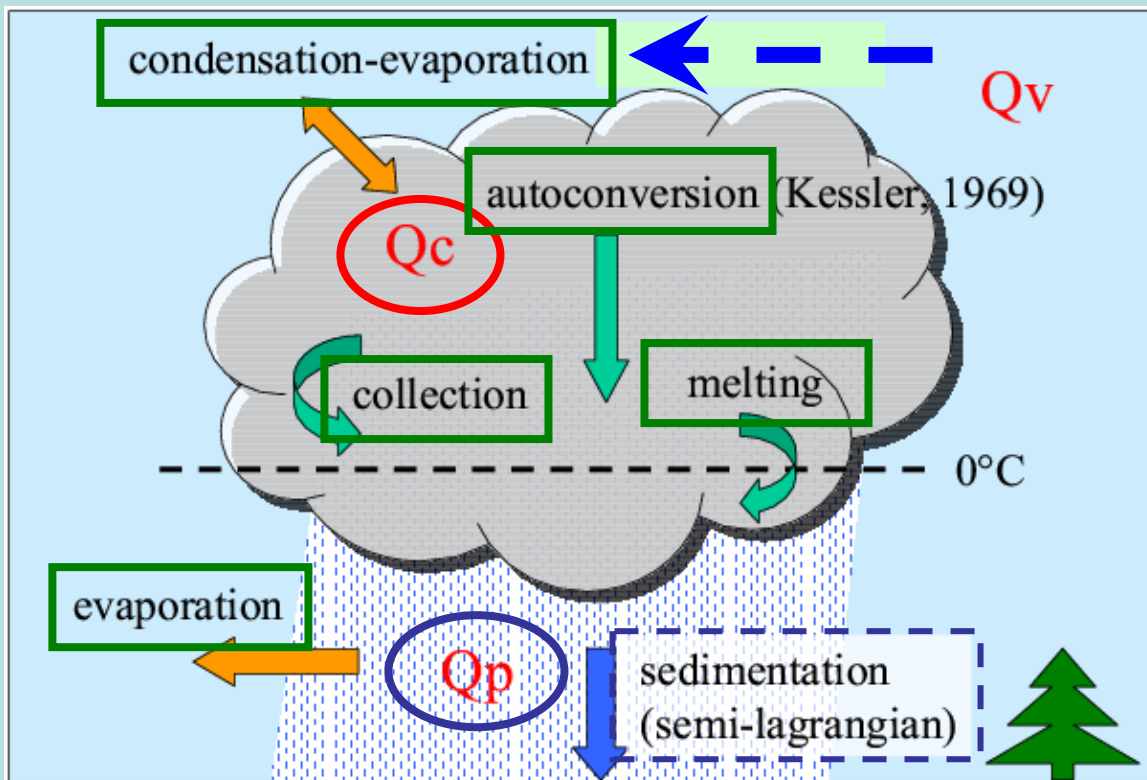 condensation-evaporation
Qv
autoconversion (Kessler, 1969)
Qc
collection
melting
0°C
evaporation
Qp
sedimentation
(semi-lagrangian)